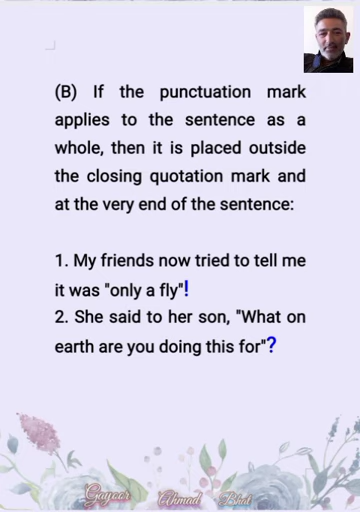 (B) If the punctuation mark
applies to the sentence as a
whole, then it is placed outside
the closing quotation mark and
at the very end of the sentence:
1. My friends now tried to tell me
it was "only a fly"!
2. She said to her son, "What on
earth are you doing this for"?
Gayoor Ahmad Bhat